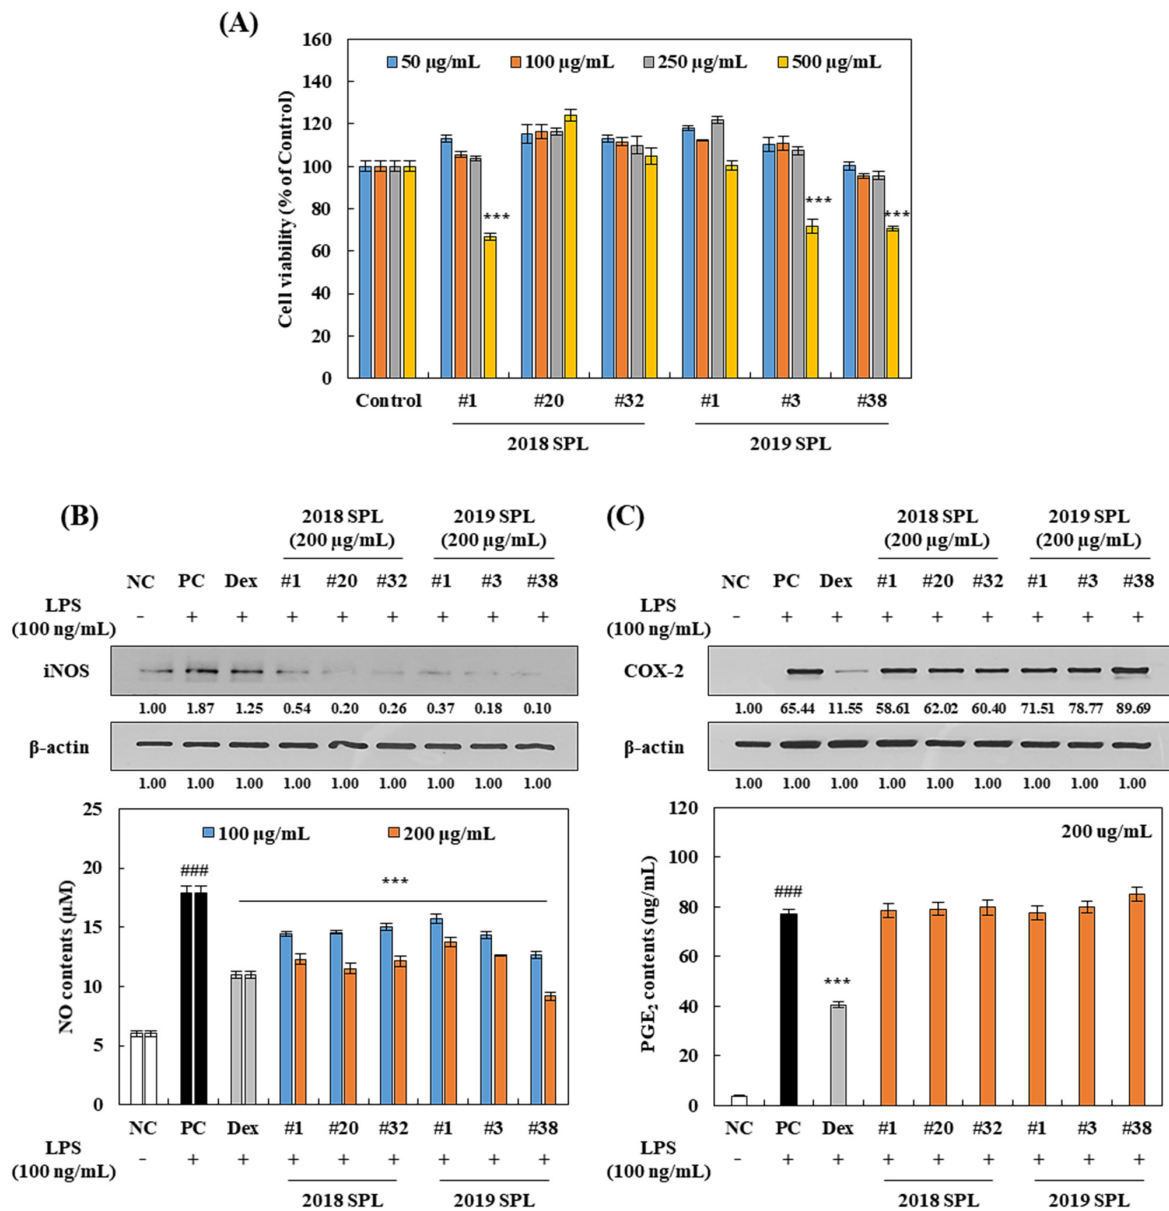 (A)
160
140
120
100
80
60
40
20
0
Cell viability (% of Control)
50 µg/mL 100 µg/mL 250 µg/mL 500 µg/mL
*** *** ***
Control #1 #20 #32 #1 #3 #38
2018 SPL 2019 SPL
(B)
2018 SPL 2019 SPL
(200 µg/mL) (200 µg/mL)
NC PC Dex #1 #20 #32 #1 #3 #38
LPS
(100 ng/mL) - + + + + + + + +
iNOS
1.00 1.87 1.25 0.54 0.20 0.26 0.37 0.18 0.10
β-actin
1.00 1.00 1.00 1.00 1.00 1.00 1.00 1.00 1.00
25
20
15
10
5
0
NO contents (µM)
100 µg/mL 200 µg/mL
###
***
NC PC Dex #1 #20 #32 #1 #3 #38
LPS
(100 ng/mL) - + + + + + + + +
2018 SPL 2019 SPL
(C)
2018 SPL 2019 SPL
(200 µg/mL) (200 µg/mL)
NC PC Dex #1 #20 #32 #1 #3 #38
LPS
(100 ng/mL) - + + + + + + + +
COX-2
1.00 65.44 11.55 58.61 62.02 60.40 71.51 78.77 89.69
β-actin
1.00 1.00 1.00 1.00 1.00 1.00 1.00 1.00 1.00
120
100
80
60
40
20
0
PGE₂ contents (ng/mL)
200 ug/mL
###
***
NC PC Dex #1 #20 #32 #1 #3 #38
LPS
(100 ng/mL) - + + + + + + + +
2018 SPL 2019 SPL